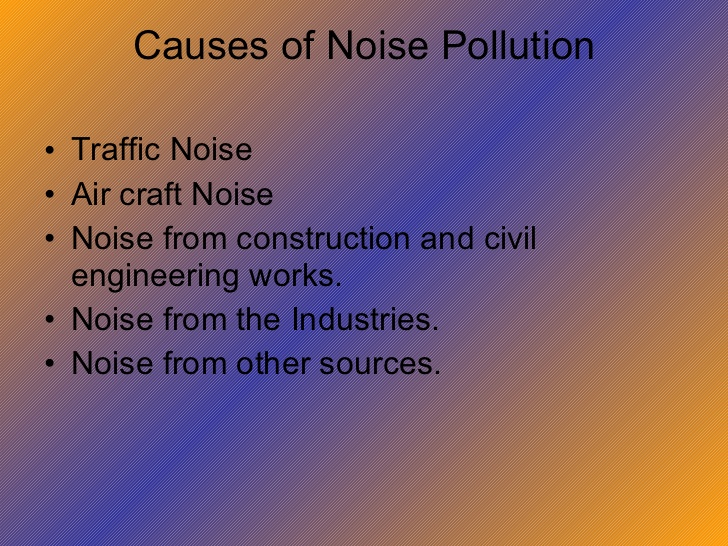 Causes of Noise Pollution
• Traffic Noise
• Air craft Noise
• Noise from construction and civil
engineering works.
• Noise from the Industries.
• Noise from other sources.